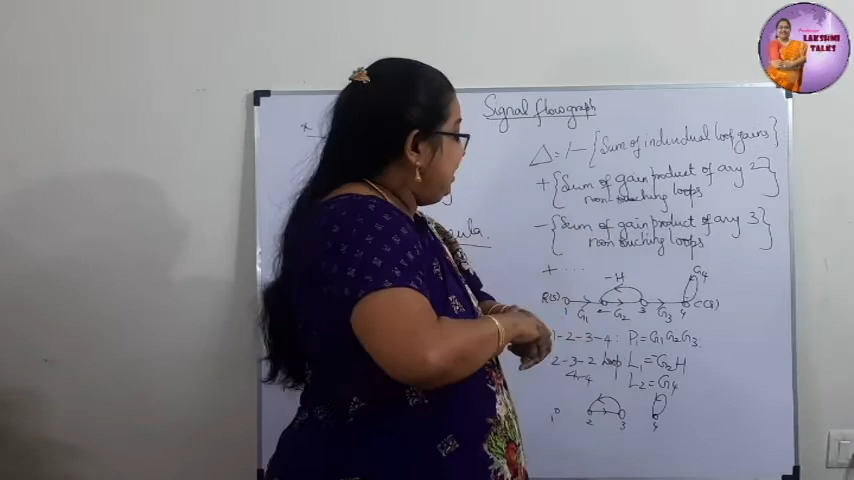 LAKSHMI
TALKS
Signal flowgraph
x
Δ = 1 - {Sum of individual loop gains}
+ {Sum of gain product of any 2
non touching loops}
- {Sum of gain product of any 3
non touching loops}
+ ...
-H
G4
R(s) C(s)
1 G1 2 G2 3 G3 4
1-2-3-4: P1=G1G2G3
2-3-2 loop L1=-G2H
4-4 L2=G4
2 3 4